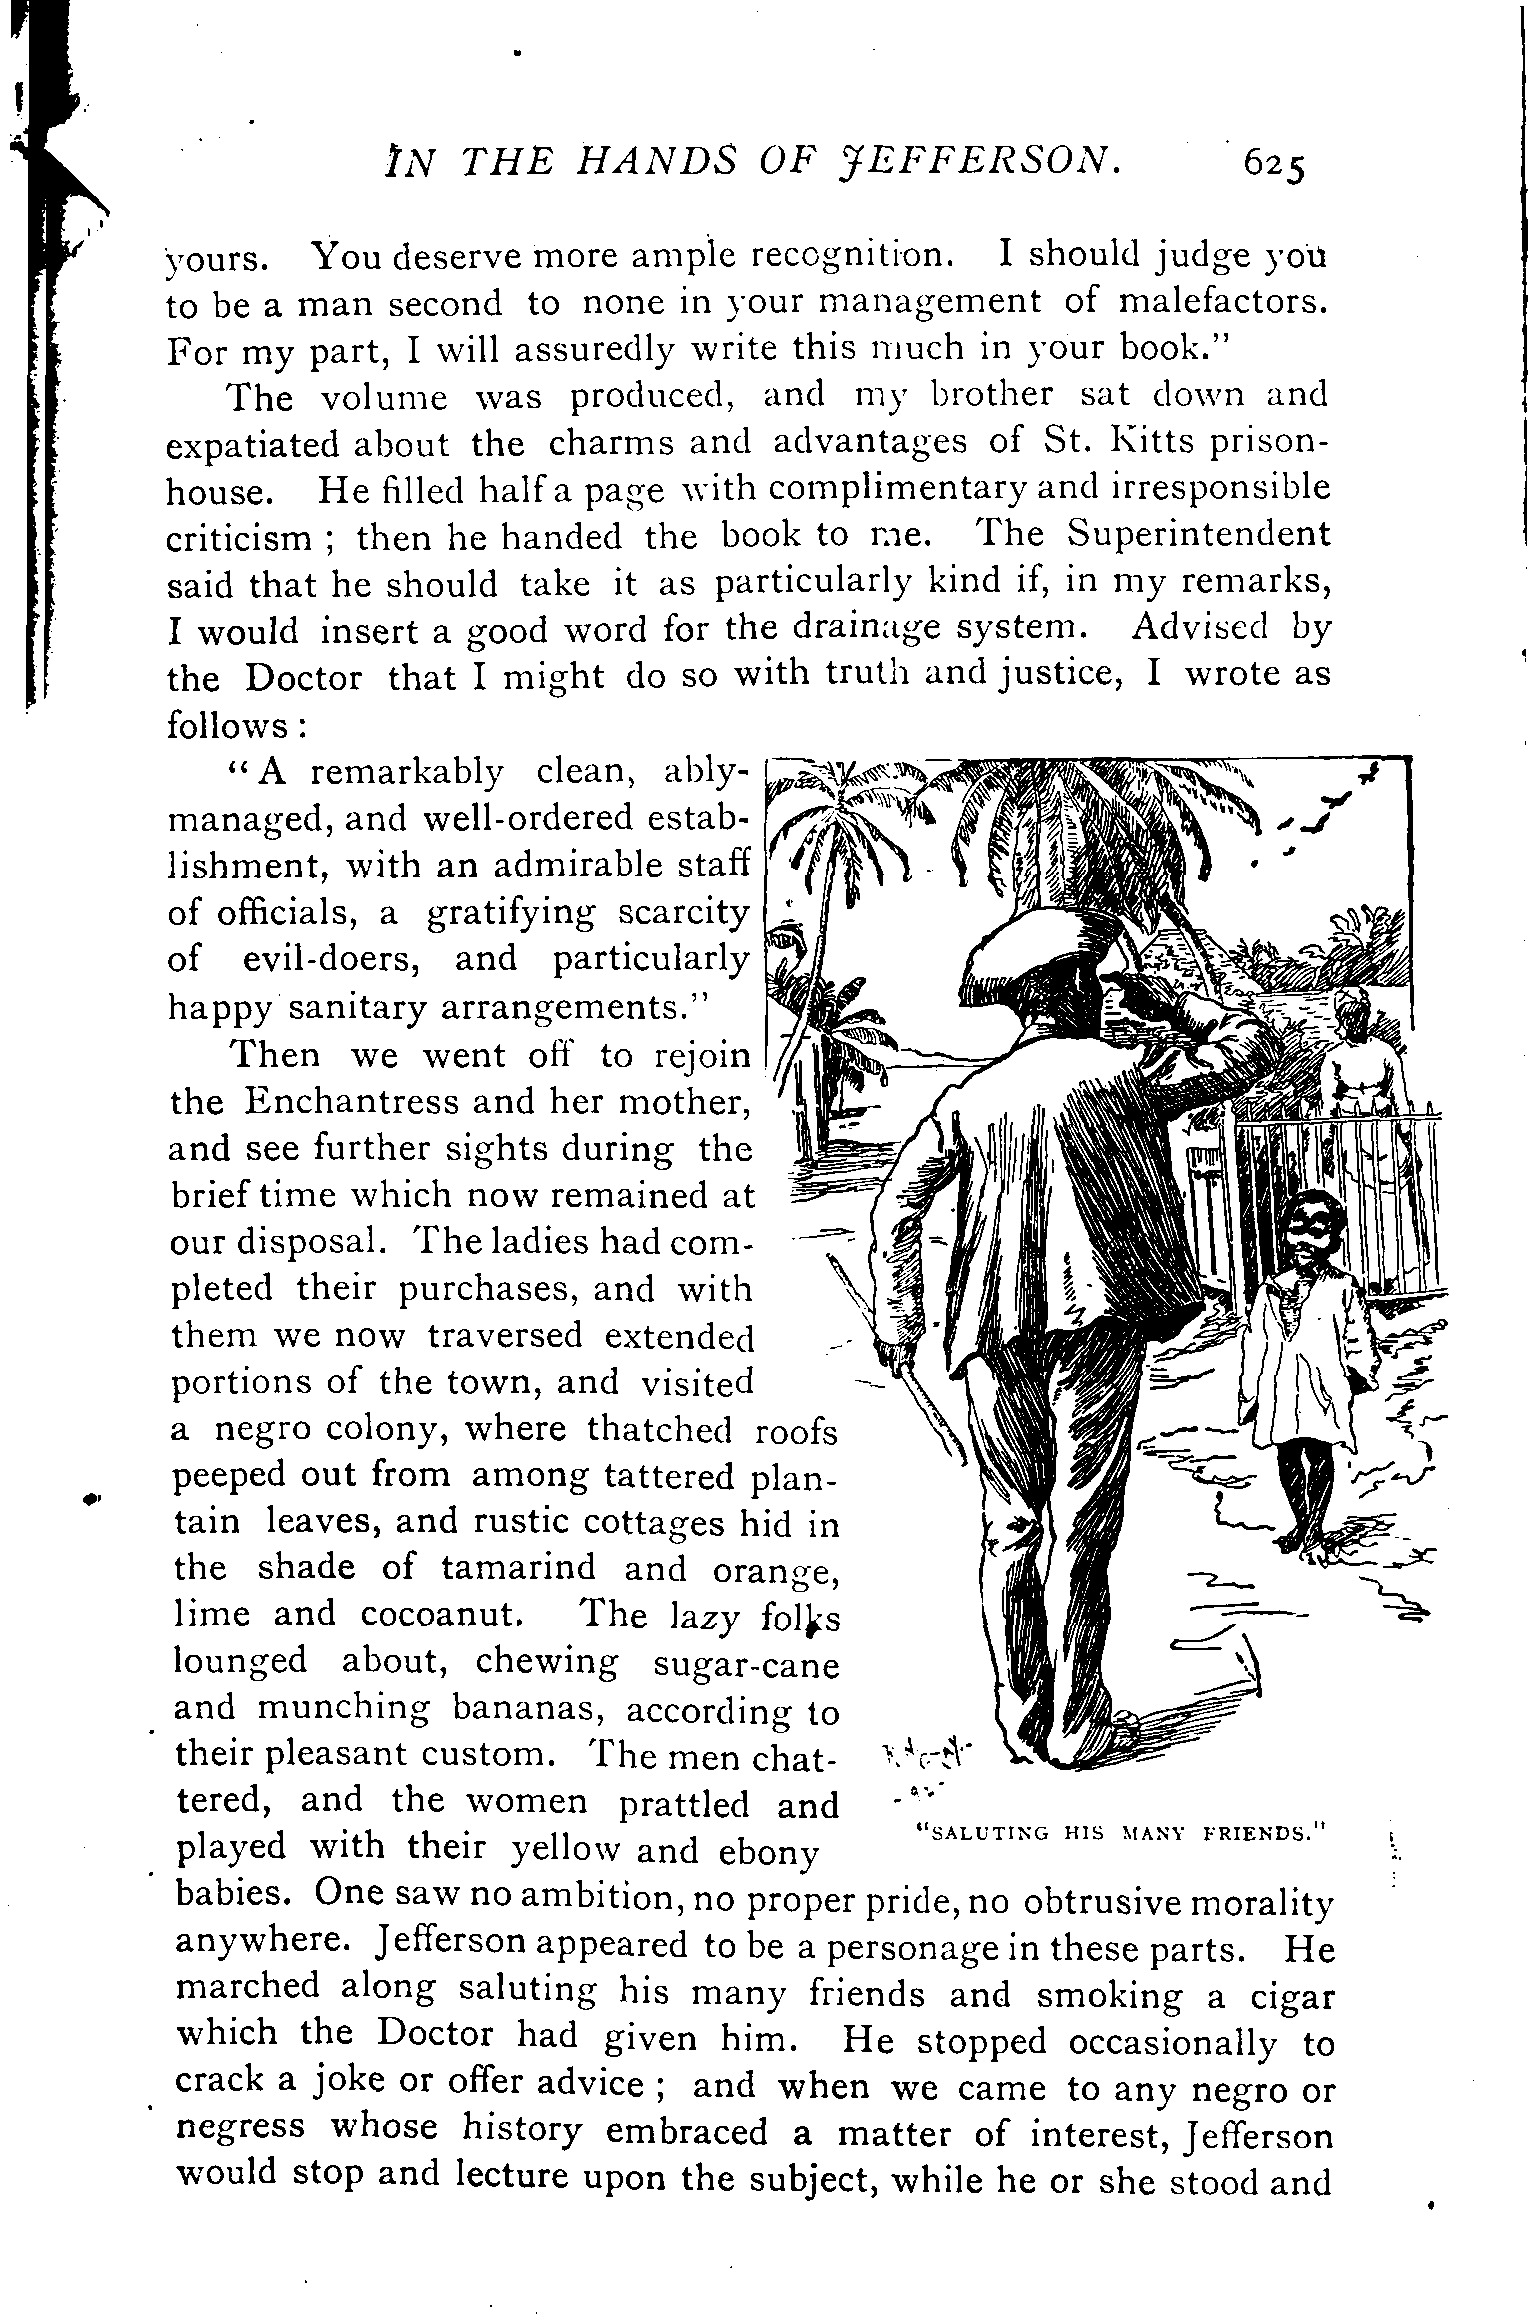 IN THE HANDS OF JEFFERSON. 625
yours. You deserve more ample recognition. I should judge you
to be a man second to none in your management of malefactors.
For my part, I will assuredly write this much in your book.”
The volume was produced, and my brother sat down and
expatiated about the charms and advantages of St. Kitts prison-
house. He filled half a page with complimentary and irresponsible
criticism ; then he handed the book to me. The Superintendent
said that he should take it as particularly kind if, in my remarks,
I would insert a good word for the drainage system. Advised by
the Doctor that I might do so with truth and justice, I wrote as
follows :
“ A remarkably clean, ably-
managed, and well-ordered estab-
lishment, with an admirable staff
of officials, a gratifying scarcity
of evil-doers, and particularly
happy sanitary arrangements.”
Then we went off to rejoin
the Enchantress and her mother,
and see further sights during the
brief time which now remained at
our disposal. The ladies had com-
pleted their purchases, and with
them we now traversed extended
portions of the town, and visited
a negro colony, where thatched roofs
peeped out from among tattered plan-
tain leaves, and rustic cottages hid in
the shade of tamarind and orange,
lime and cocoanut. The lazy folks
lounged about, chewing sugar-cane
and munching bananas, according to
their pleasant custom. The men chat-
tered, and the women prattled and
played with their yellow and ebony
“SALUTING HIS MANY FRIENDS.”
babies. One saw no ambition, no proper pride, no obtrusive morality
anywhere. Jefferson appeared to be a personage in these parts. He
marched along saluting his many friends and smoking a cigar
which the Doctor had given him. He stopped occasionally to
crack a joke or offer advice ; and when we came to any negro or
negress whose history embraced a matter of interest, Jefferson
would stop and lecture upon the subject, while he or she stood and